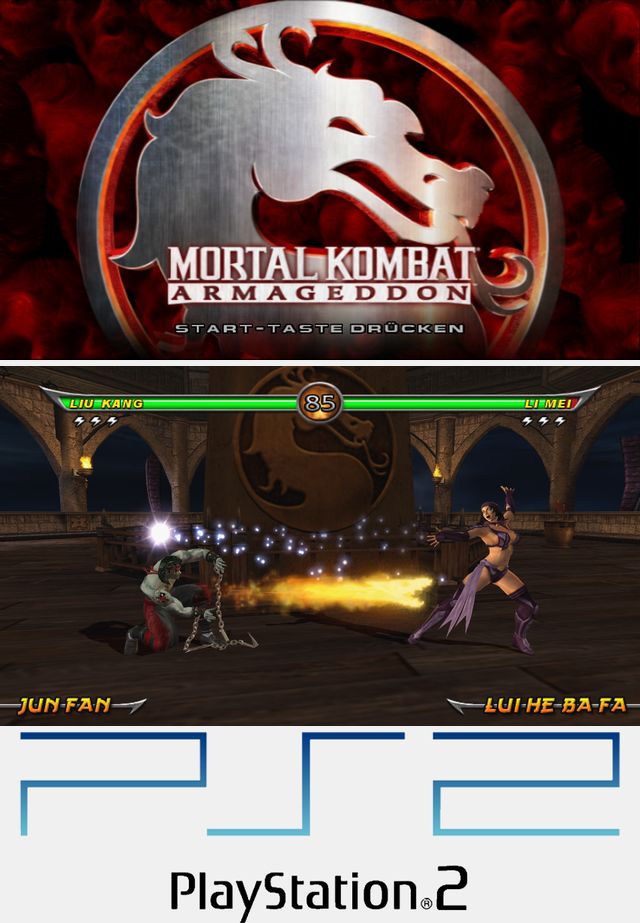 MORTAL KOMBAT
ARMAGEDDON
START-TASTE DRÜCKEN
LIU KANG 85 LI MEI
JUN FAN LUI HE BA FA
PS2
PlayStation®2